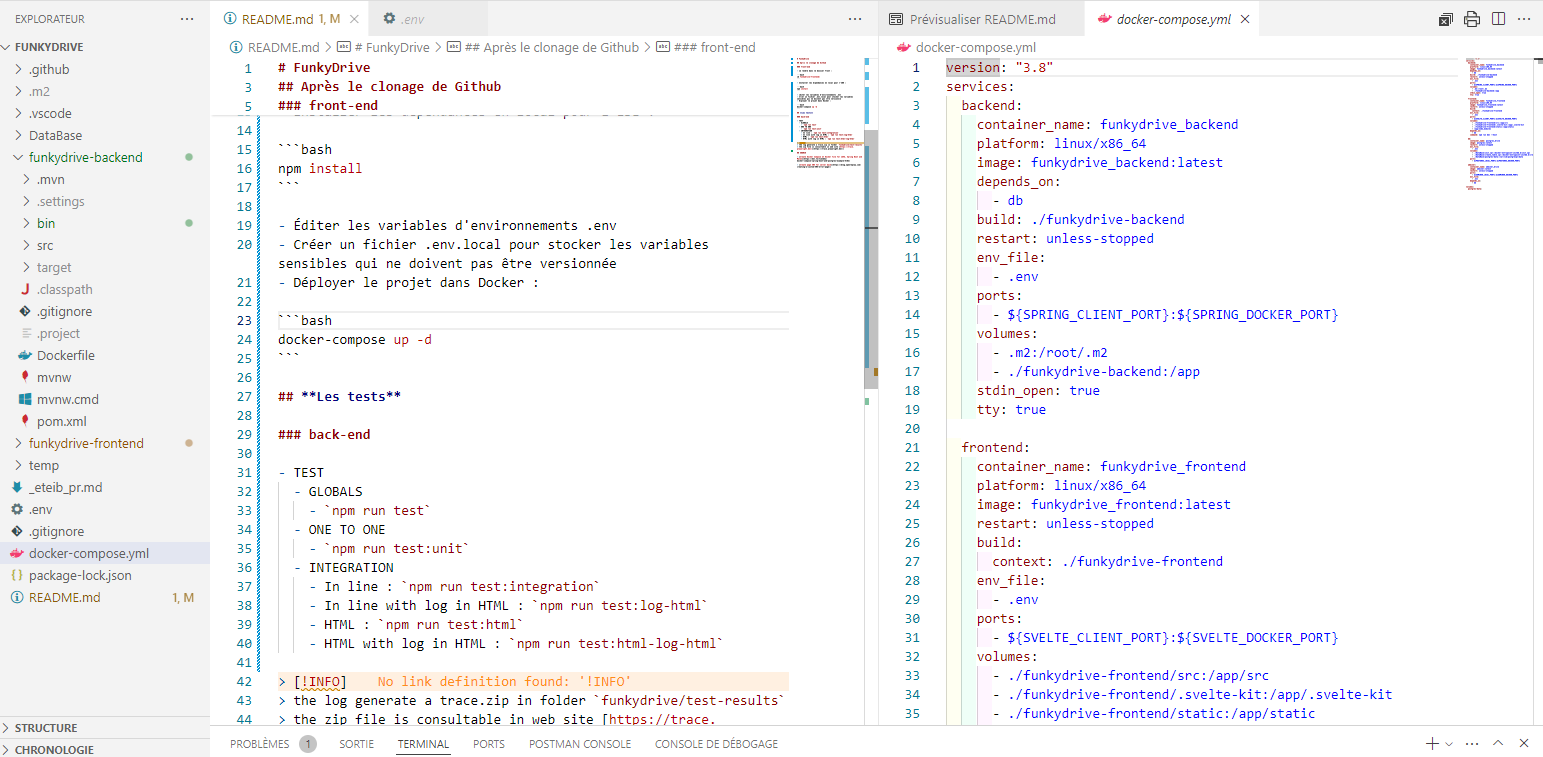 EXPLORATEUR
FUNKYDRIVE
.github
.m2
.vscode
DataBase
funkydrive-backend
.mvn
.settings
bin
src
target
.classpath
.gitignore
.project
Dockerfile
mvnw
mvnw.cmd
pom.xml
funkydrive-frontend
temp
_eteib_pr.md
.env
.gitignore
docker-compose.yml
package-lock.json
README.md 1, M
STRUCTURE
CHRONOLOGIE
README.md 1, M
.env
README.md > # FunkyDrive > ## Après le clonage de Github > ### front-end
1 # FunkyDrive
3 ## Après le clonage de Github
5 ### front-end
14
15 ```bash
16 npm install
17 ```
18
19 - Éditer les variables d'environnements .env
20 - Créer un fichier .env.local pour stocker les variables
sensibles qui ne doivent pas être versionnée
21 - Déployer le projet dans Docker :
22
23 ```bash
24 docker-compose up -d
25 ```
26
27 ## **Les tests**
28
29 ### back-end
30
31 - TEST
32 - GLOBALS
33 - `npm run test`
34 - ONE TO ONE
35 - `npm run test:unit`
36 - INTEGRATION
37 - In line : `npm run test:integration`
38 - In line with log in HTML : `npm run test:log-html`
39 - HTML : `npm run test:html`
40 - HTML with log in HTML : `npm run test:html-log-html`
41
42 > [!INFO] No link definition found: '!INFO'
43 > the log generate a trace.zip in folder `funkydrive/test-results`
44 > the zip file is consultable in web site [https://trace.
Prévisualiser README.md
docker-compose.yml
docker-compose.yml
1 version: "3.8"
2 services:
3 backend:
4 container_name: funkydrive_backend
5 platform: linux/x86_64
6 image: funkydrive_backend:latest
7 depends_on:
8 - db
9 build: ./funkydrive-backend
10 restart: unless-stopped
11 env_file:
12 - .env
13 ports:
14 - ${SPRING_CLIENT_PORT}:${SPRING_DOCKER_PORT}
15 volumes:
16 - .m2:/root/.m2
17 - ./funkydrive-backend:/app
18 stdin_open: true
19 tty: true
20
21 frontend:
22 container_name: funkydrive_frontend
23 platform: linux/x86_64
24 image: funkydrive_frontend:latest
25 restart: unless-stopped
26 build:
27 context: ./funkydrive-frontend
28 env_file:
29 - .env
30 ports:
31 - ${SVELTE_CLIENT_PORT}:${SVELTE_DOCKER_PORT}
32 volumes:
33 - ./funkydrive-frontend/src:/app/src
34 - ./funkydrive-frontend/.svelte-kit:/app/.svelte-kit
35 - ./funkydrive-frontend/static:/app/static
PROBLÈMES 1 SORTIE TERMINAL PORTS POSTMAN CONSOLE CONSOLE DE DÉBOGAGE